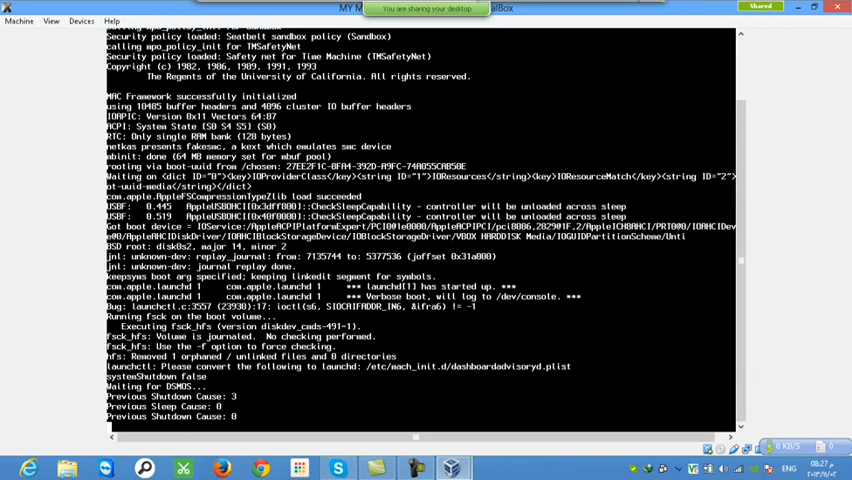 MY M
You are sharing your desktop
alBox
Shared
Machine View Devices Help
Security policy loaded: Seatbelt sandbox policy (Sandbox)
calling mpo_policy_init for TMSafetyNet
Security policy loaded: Safety net for Time Machine (TMSafetyNet)
Copyright (c) 1982, 1986, 1989, 1991, 1993
The Regents of the University of California. All rights reserved.
MAC Framework successfully initialized
using 10485 buffer headers and 4096 cluster IO buffer headers
IOAPIC: Version 0x11 Vectors 64:87
ACPI: System State [S0 S4 S5] (S0)
RTC: Only single RAM bank (128 bytes)
netkas presents fakesmc, a kext which emulates smc device
mbinit: done (64 MB memory set for mbuf pool)
rooting via boot-uuid from /chosen: 27EE2F1C-8FA4-392D-A9FC-74A055CAB50E
Waiting on <dict ID="0"><key>IOProviderClass</key><string ID="1">IOResources</string><key>IOResourceMatch</key><string ID="2">
ot-uuid-media</string></dict>
com.apple.AppleFSCompressionTypeZlib load succeeded
USBF: 0.445 AppleUSBOHCI[0x3dff800]::CheckSleepCapability - controller will be unloaded across sleep
USBF: 0.519 AppleUSBOHCI[0x40f0000]::CheckSleepCapability - controller will be unloaded across sleep
Got boot device = IOService:/AppleACPIPlatformExpert/PCI001e0000/AppleACPIPCI/pci8086,282901F,2/AppleICH8AHCI/PRT000/IOAHCIDev
e00/AppleAHCIDiskDriver/IOAHCIBlockStorageDevice/IOBlockStorageDriver/VBOX HARDDISK Media/IOGUIDPartitionScheme/Unti
BSD root: disk0s2, major 14, minor 2
jnl: unknown-dev: replay_journal: from: 7135744 to: 5377536 (joffset 0x31a000)
jnl: unknown-dev: journal replay done.
keepsyms boot arg specified; keeping linkedit segment for symbols.
com.apple.launchd 1 com.apple.launchd 1 *** launchd[1] has started up. ***
com.apple.launchd 1 com.apple.launchd 1 *** Verbose boot, will log to /dev/console. ***
Bug: launchctl.c:3557 (23930):17: ioctl(s6, SIOCAIFADDR_IN6, &ifra6) != -1
Running fsck on the boot volume...
Executing fsck_hfs (version diskdev_cmds-491~1).
fsck_hfs: Volume is journaled. No checking performed.
fsck_hfs: Use the -f option to force checking.
hfs: Removed 1 orphaned / unlinked files and 0 directories
launchctl: Please convert the following to launchd: /etc/mach_init.d/dashboardadvisoryd.plist
systemShutdown false
Waiting for DSMOS...
Previous Shutdown Cause: 3
Previous Sleep Cause: 0
Previous Shutdown Cause: 0
0 KB/S 0
ENG
08:27 م